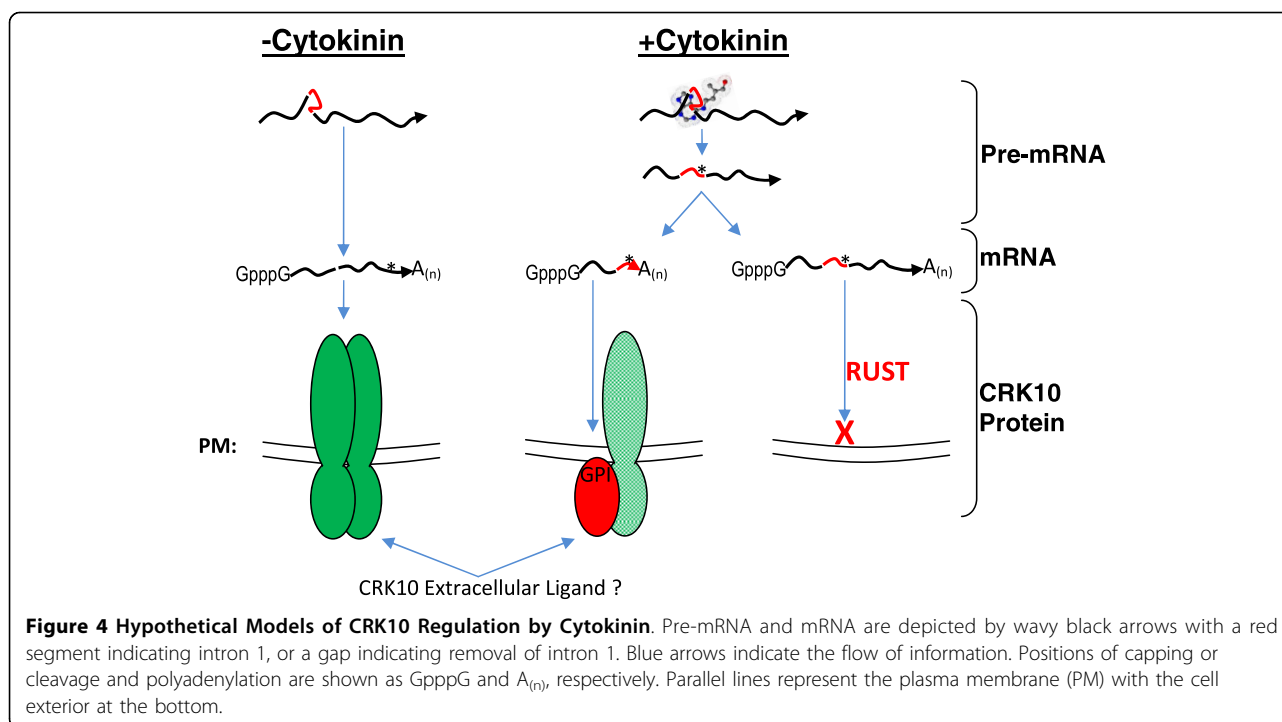 -Cytokinin
+Cytokinin
*
Pre-mRNA
GpppG * A(n)
GpppG * A(n)
GpppG * A(n)
mRNA
RUST
X
CRK10
Protein
PM:
GPI
CRK10 Extracellular Ligand ?
Figure 4 Hypothetical Models of CRK10 Regulation by Cytokinin. Pre-mRNA and mRNA are depicted by wavy black arrows with a red
segment indicating intron 1, or a gap indicating removal of intron 1. Blue arrows indicate the flow of information. Positions of capping or
cleavage and polyadenylation are shown as GpppG and A(n), respectively. Parallel lines represent the plasma membrane (PM) with the cell
exterior at the bottom.